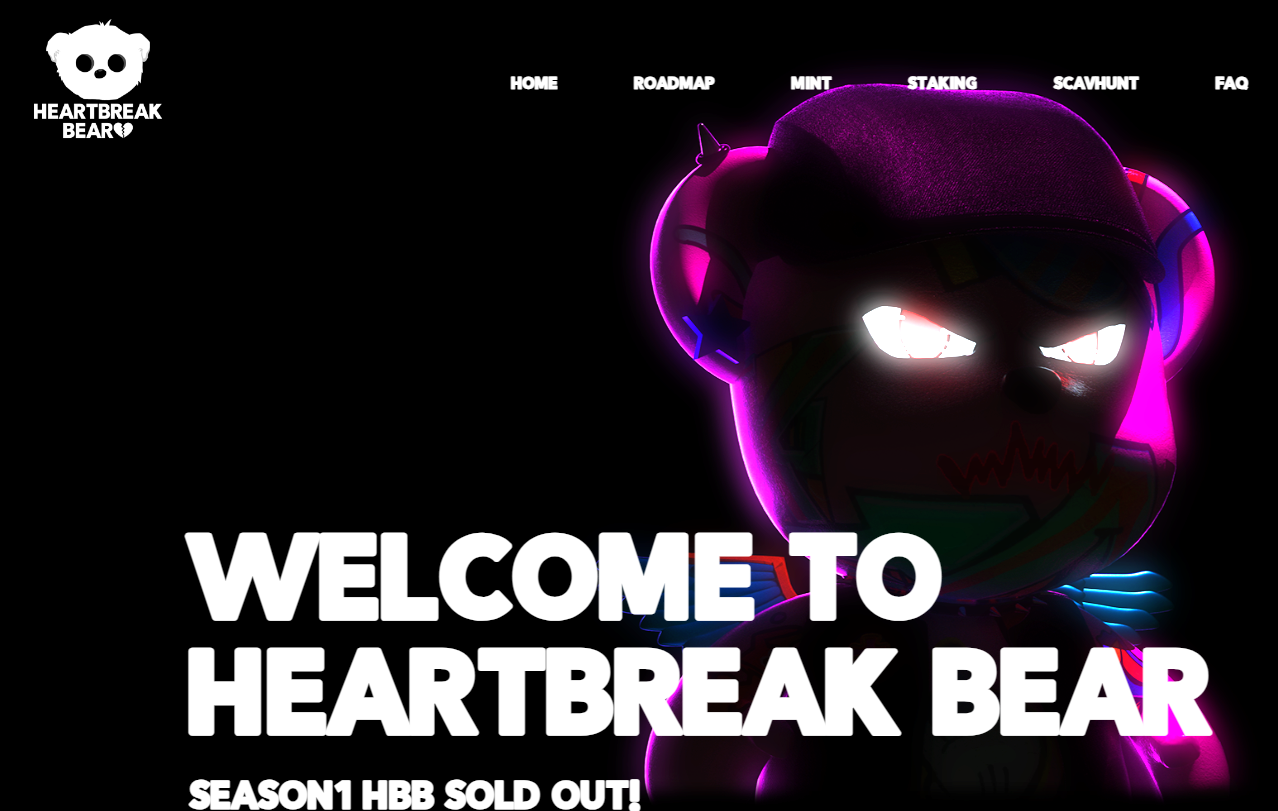 HEARTBREAK
BEAR
HOME ROADMAP MINT STAKING SCAVHUNT FAQ
WELCOME TO
HEARTBREAK BEAR
SEASON1 HBB SOLD OUT!